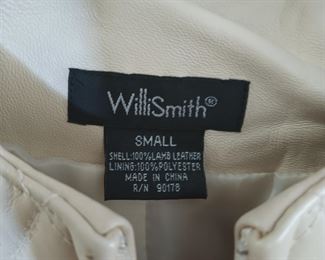 WilliSmith®
SMALL
SHELL:100%LAMB LEATHER
LINING:100%POLYESTER
MADE IN CHINA
R/N 90178